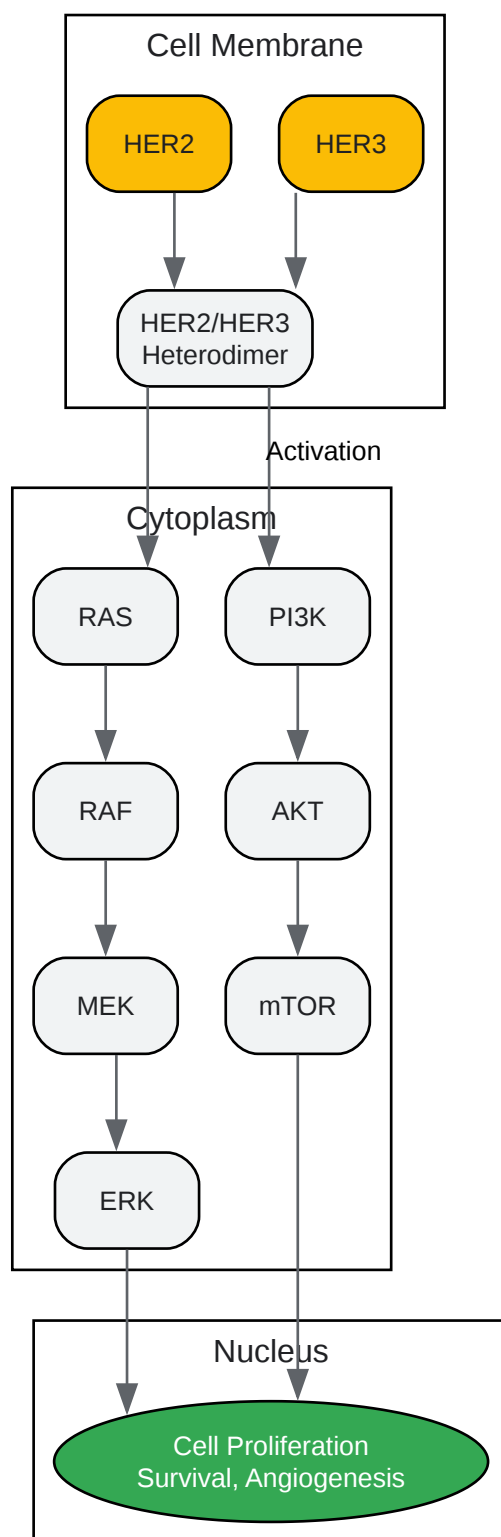 Cell Membrane
HER2
HER3
HER2/HER3
Heterodimer
Activation
Cytoplasm
RAS
PI3K
RAF
AKT
MEK
mTOR
ERK
Nucleus
Cell Proliferation
Survival, Angiogenesis